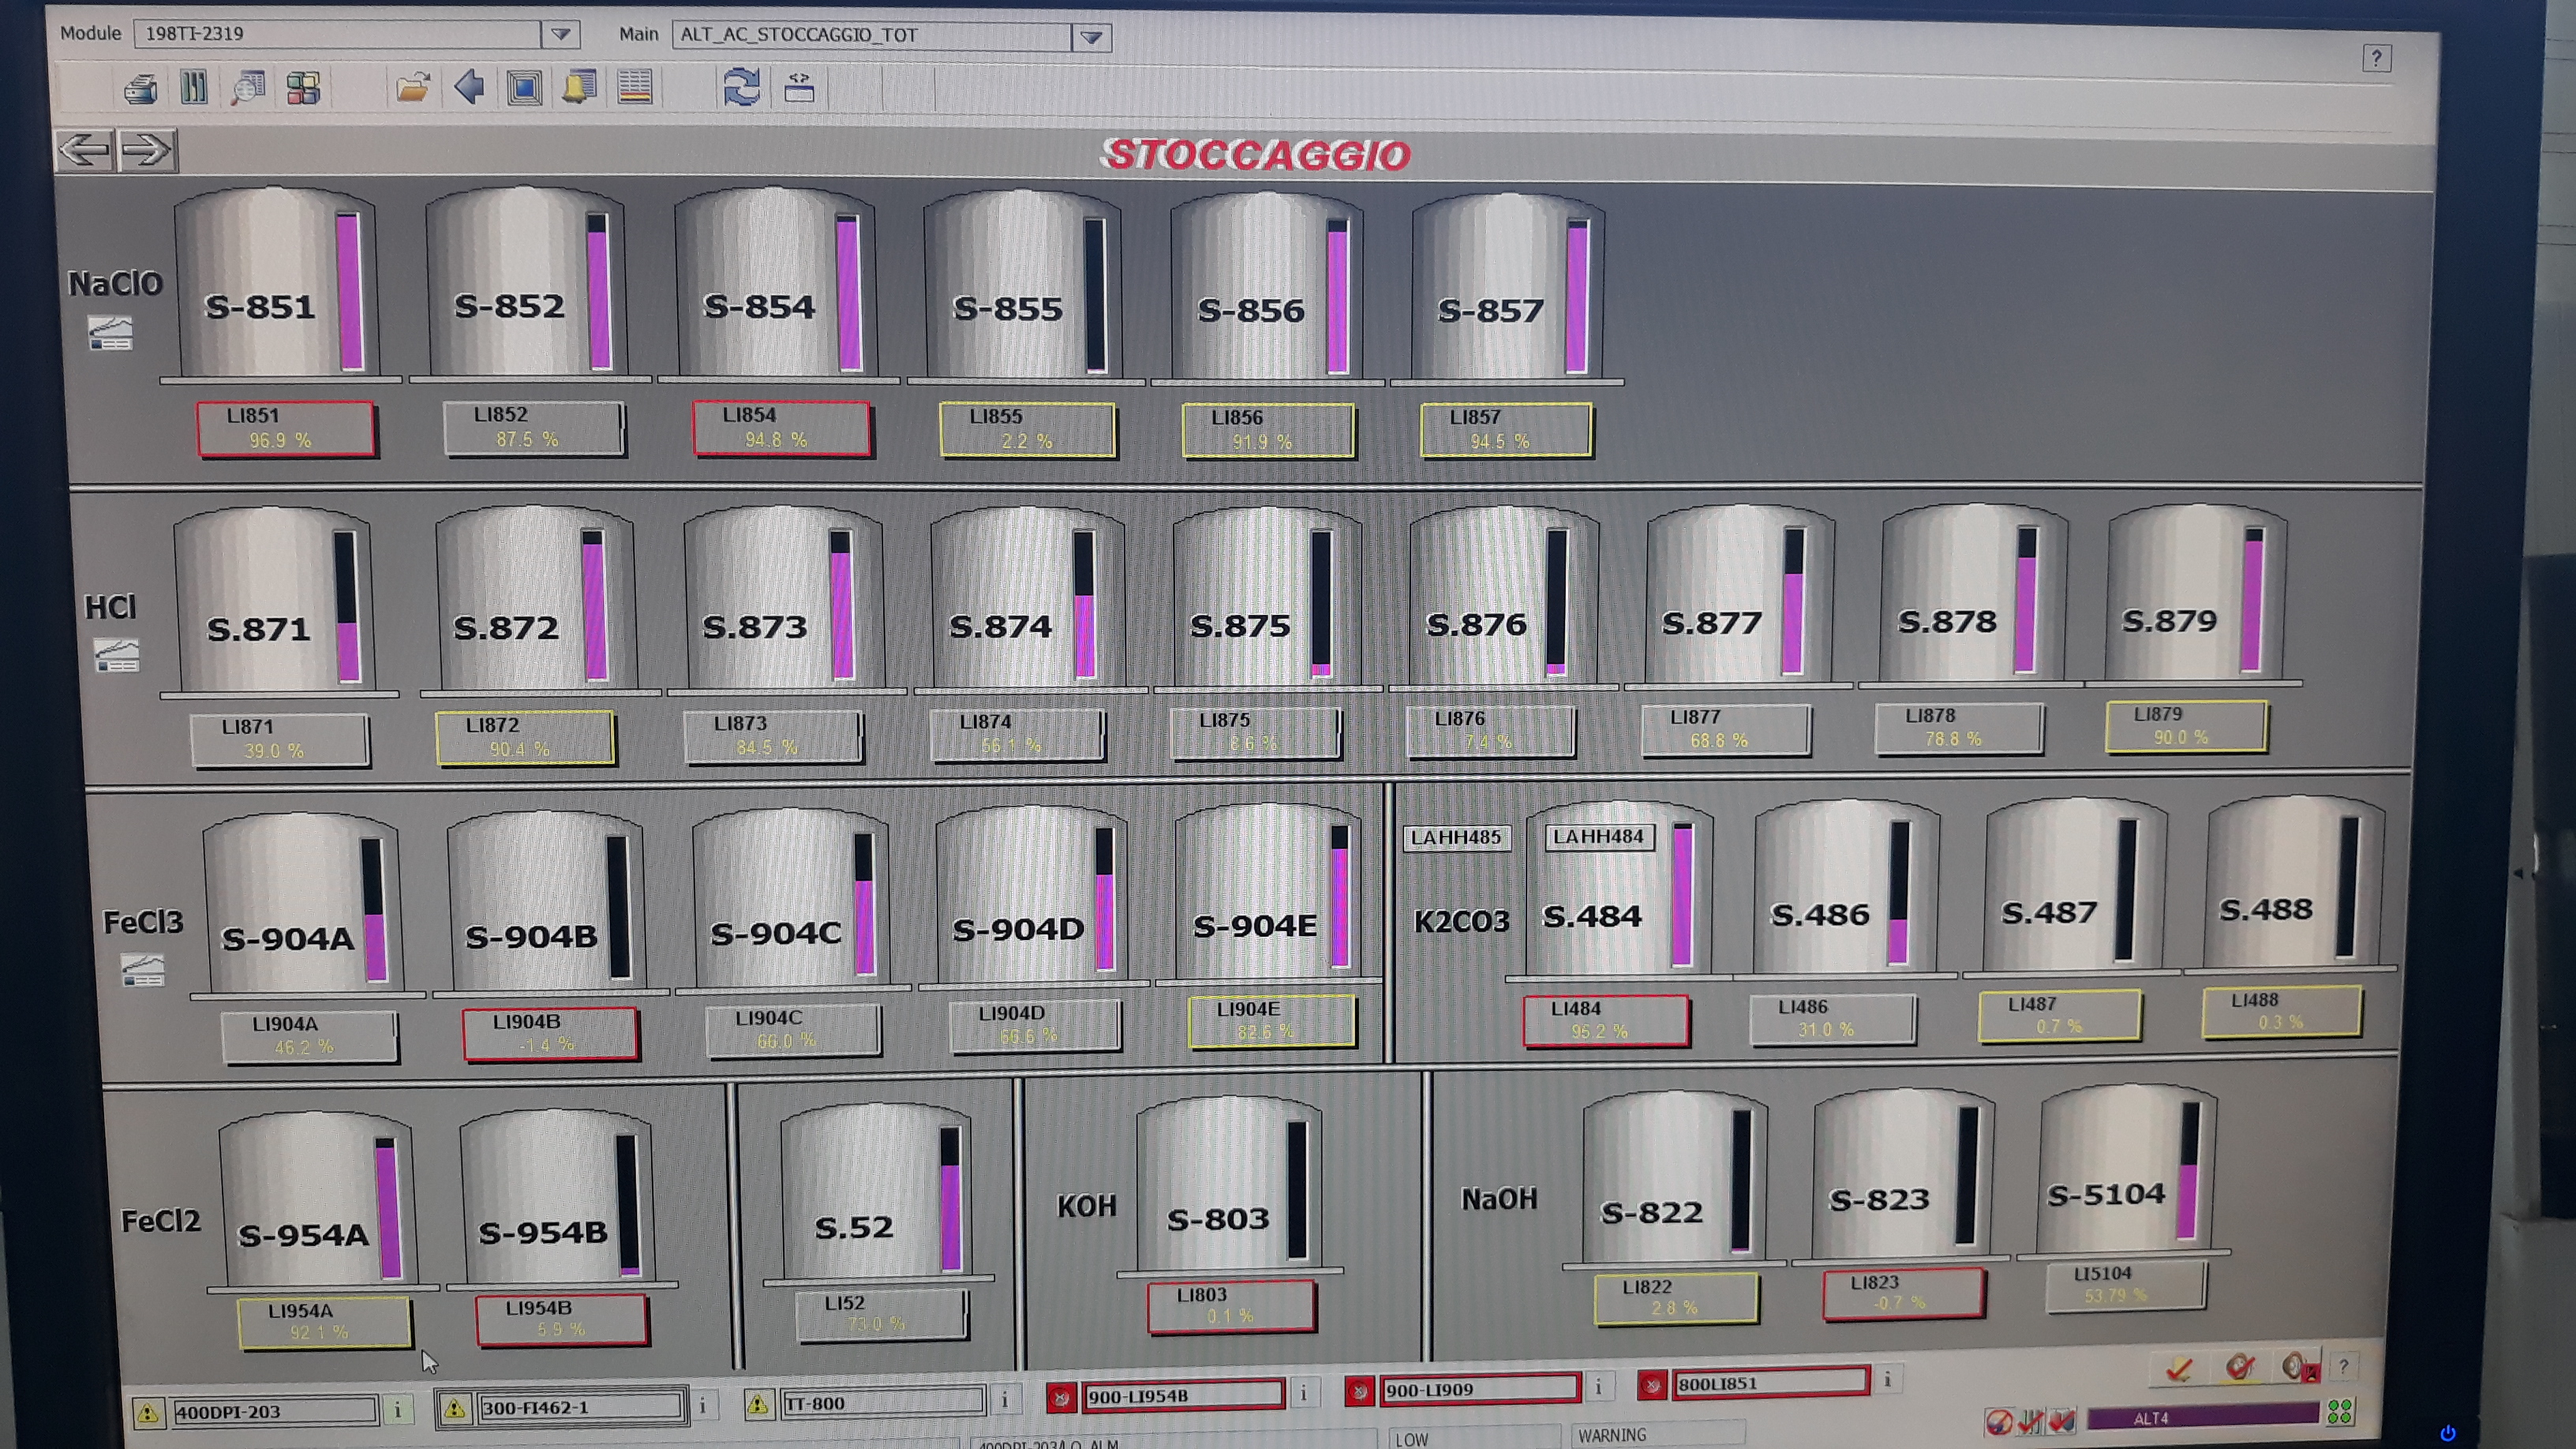 Module 198TI-2319 Main ALT_AC_STOCCAGGIO_TOT ?
STOCCAGGIO
NaClO S-851 S-852 S-854 S-855 S-856 S-857
LI851 LI852 LI854 LI855 LI856 LI857
96.9 % 87.5 % 94.8 % 2.2 % 91.9 % 94.5 %
HCl S.871 S.872 S.873 S.874 S.875 S.876 S.877 S.878 S.879
LI871 LI872 LI873 LI874 LI875 LI876 LI877 LI878 LI879
39.0 % 90.4 % 84.5 % 56.1 % 8.6 % 7.4 % 68.8 % 78.8 % 90.0 %
LAHH485 LAHH484
FeCl3 S-904A S-904B S-904C S-904D S-904E K2CO3 S.484 S.486 S.487 S.488
LI904A LI904B LI904C LI904D LI904E LI484 LI486 LI487 LI488
46.2 % -1.4 % 66.0 % 66.6 % 82.6 % 95.2 % 31.0 % 0.7 % 0.3 %
FeCl2 S-954A S-954B S.52 KOH S-803 NaOH S-822 S-823 S-5104
LI954A LI954B LI52 LI803 LI822 LI823 LI5104
92.1 % 5.9 % 73.0 % 0.1 % 2.8 % -0.7 % 53.79 %
400DPI-203 i 300-FI462-1 i TT-800 i 900-LI954B i 900-LI909 i 800LI851 i ?
ALT4
400DPI-203/LO_ALM LOW WARNING